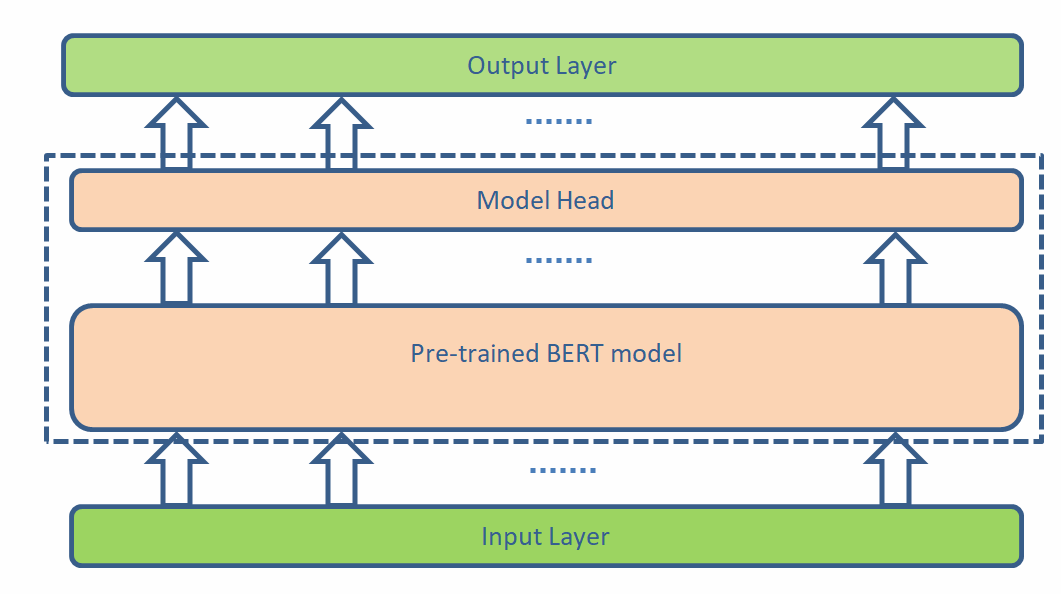 Output Layer
.......
Model Head
.......
Pre-trained BERT model
.......
Input Layer